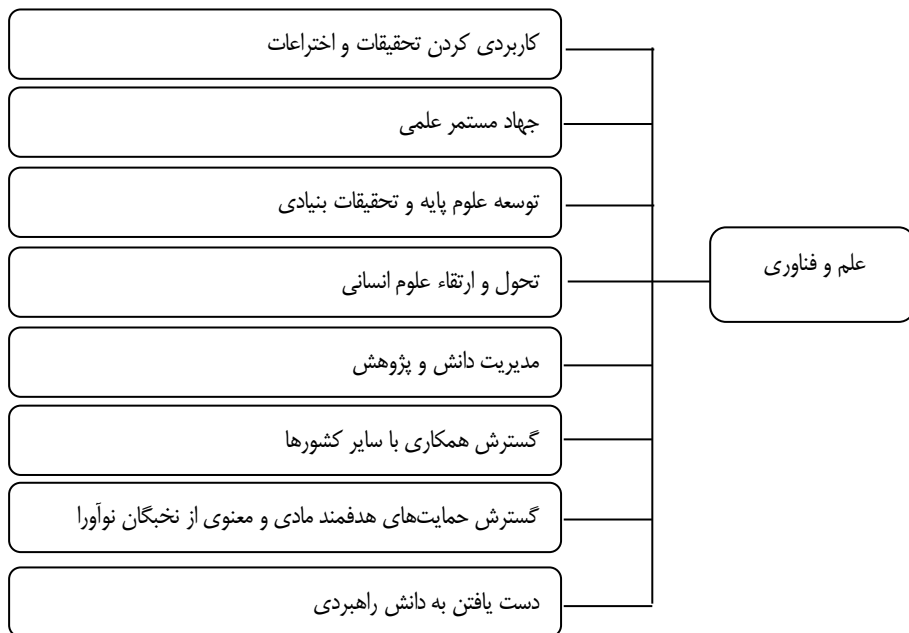 علم و فناوری
کاربردی کردن تحقیقات و اختراعات
جهاد مستمر علمی
توسعه علوم پایه و تحقیقات بنیادی
تحول و ارتقاء علوم انسانی
مدیریت دانش و پژوهش
گسترش همکاری با سایر کشورها
گسترش حمایت‌های هدفمند مادی و معنوی از نخبگان نوآورا
دست یافتن به دانش راهبردی